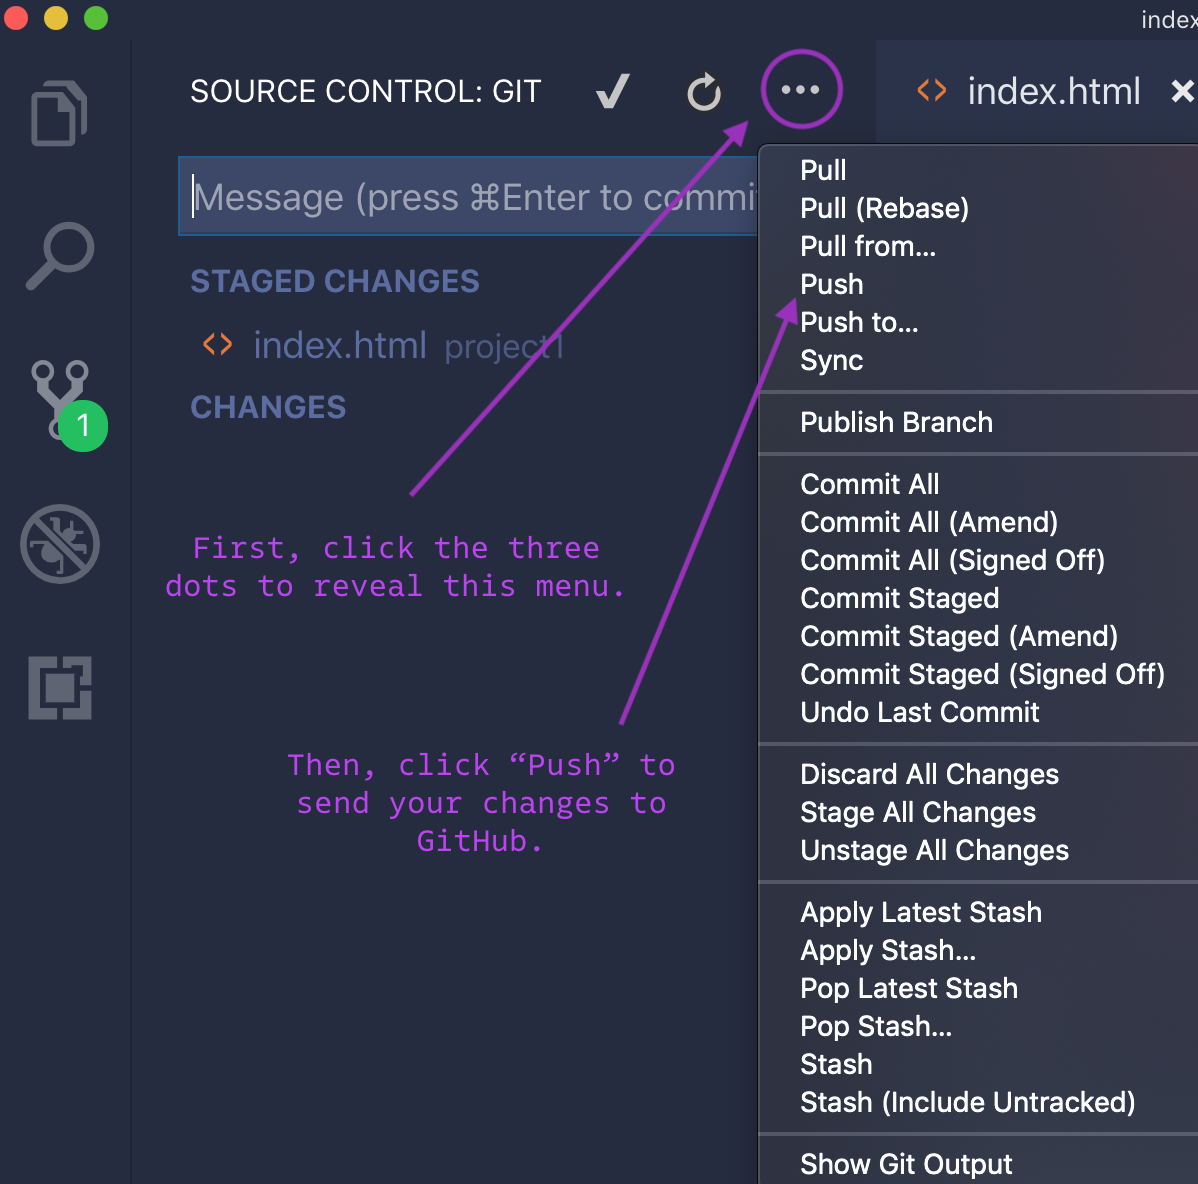 index
SOURCE CONTROL: GIT
index.html
Message (press ⌘Enter to commi
STAGED CHANGES
index.html project1
CHANGES
1
First, click the three
dots to reveal this menu.
Then, click “Push” to
send your changes to
GitHub.
Pull
Pull (Rebase)
Pull from...
Push
Push to...
Sync
Publish Branch
Commit All
Commit All (Amend)
Commit All (Signed Off)
Commit Staged
Commit Staged (Amend)
Commit Staged (Signed Off)
Undo Last Commit
Discard All Changes
Stage All Changes
Unstage All Changes
Apply Latest Stash
Apply Stash...
Pop Latest Stash
Pop Stash...
Stash
Stash (Include Untracked)
Show Git Output